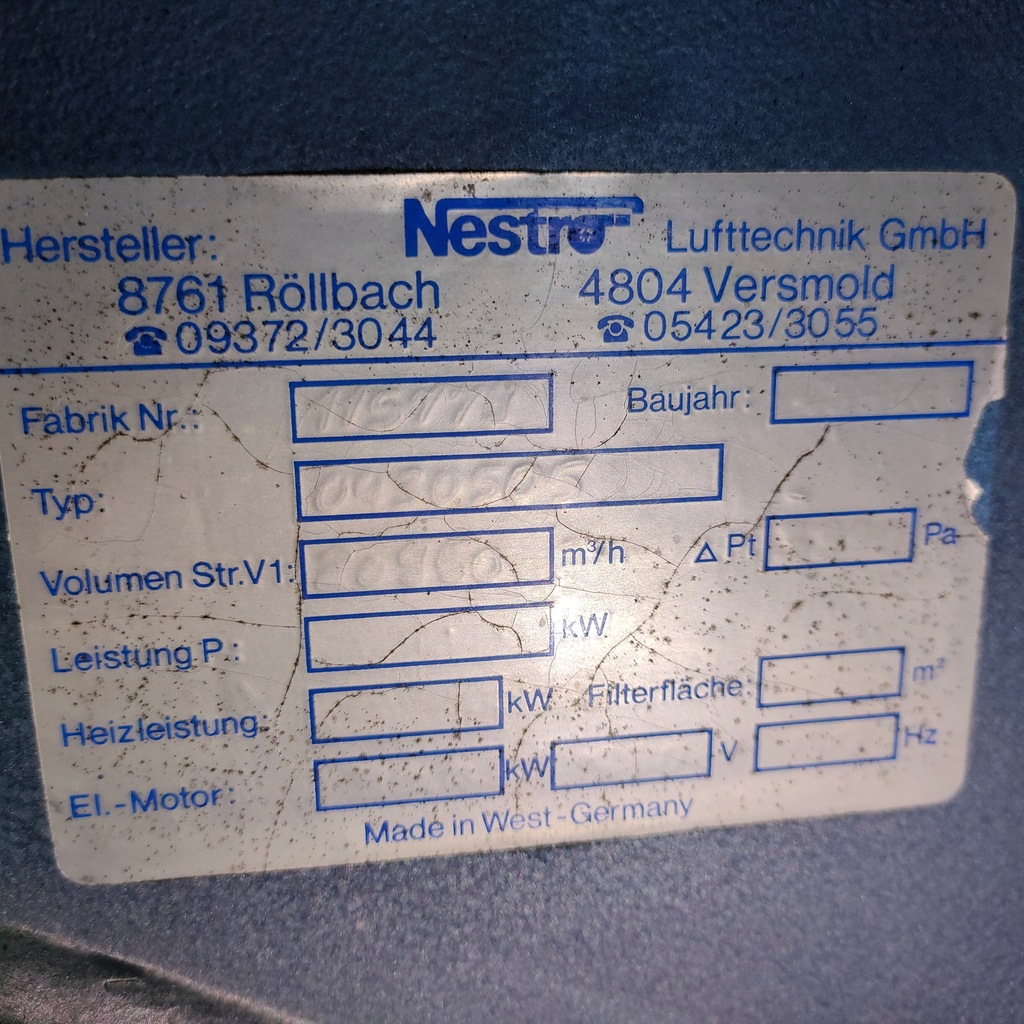 Hersteller: Nestro Lufttechnik GmbH
8761 Röllbach 4804 Versmold
☎09372/3044 ☎05423/3055
Fabrik Nr.: Baujahr:
Typ:
Volumen Str.V1: m³/h △ Pt Pa
Leistung P.: kW
Heizleistung: kW Filterfläche: m²
El.-Motor: kW V Hz
Made in West-Germany